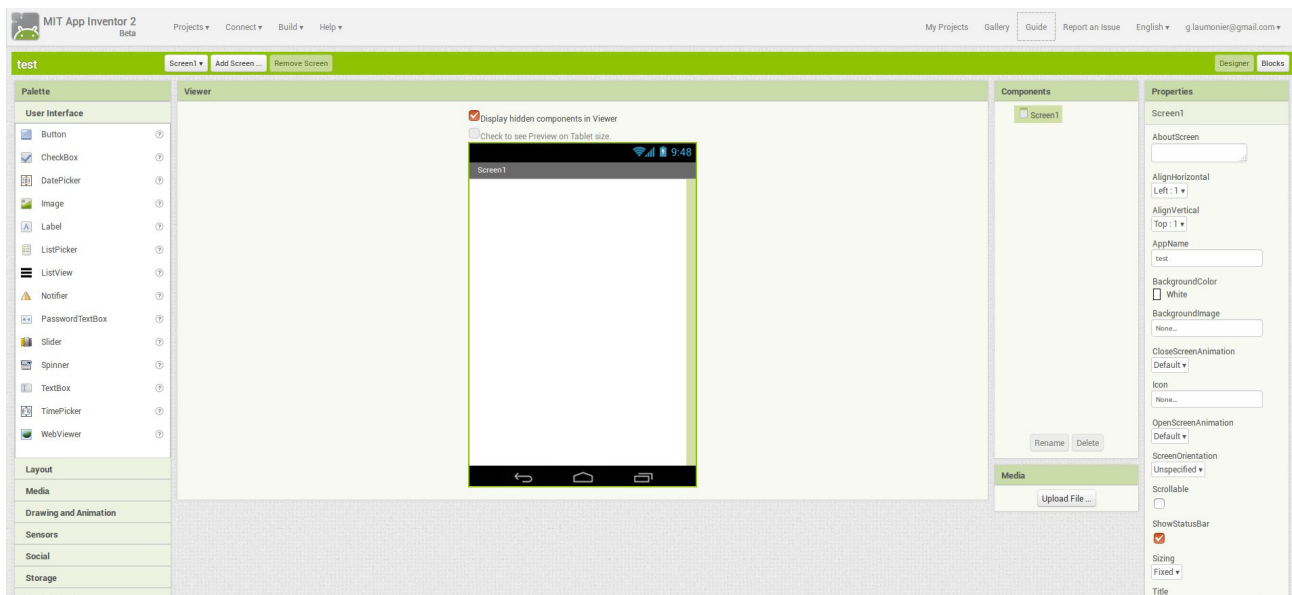 MIT App Inventor 2
Beta
Projects Connect Build Help
My Projects Gallery Guide Report an Issue English g.laumonier@gmail.com
test
Screen1 Add Screen ... Remove Screen
Designer Blocks
Palette
User Interface
Button
CheckBox
DatePicker
Image
Label
ListPicker
ListView
Notifier
PasswordTextBox
Slider
Spinner
TextBox
TimePicker
WebViewer
Layout
Media
Drawing and Animation
Sensors
Social
Storage
Viewer
Display hidden components in Viewer
Check to see Preview on Tablet size.
9:48
Screen1
Components
Screen1
Rename Delete
Media
Upload File ...
Properties
Screen1
AboutScreen
AlignHorizontal
Left : 1
AlignVertical
Top : 1
AppName
test
BackgroundColor
White
BackgroundImage
None...
CloseScreenAnimation
Default
Icon
None...
OpenScreenAnimation
Default
ScreenOrientation
Unspecified
Scrollable
ShowStatusBar
Sizing
Fixed
Title